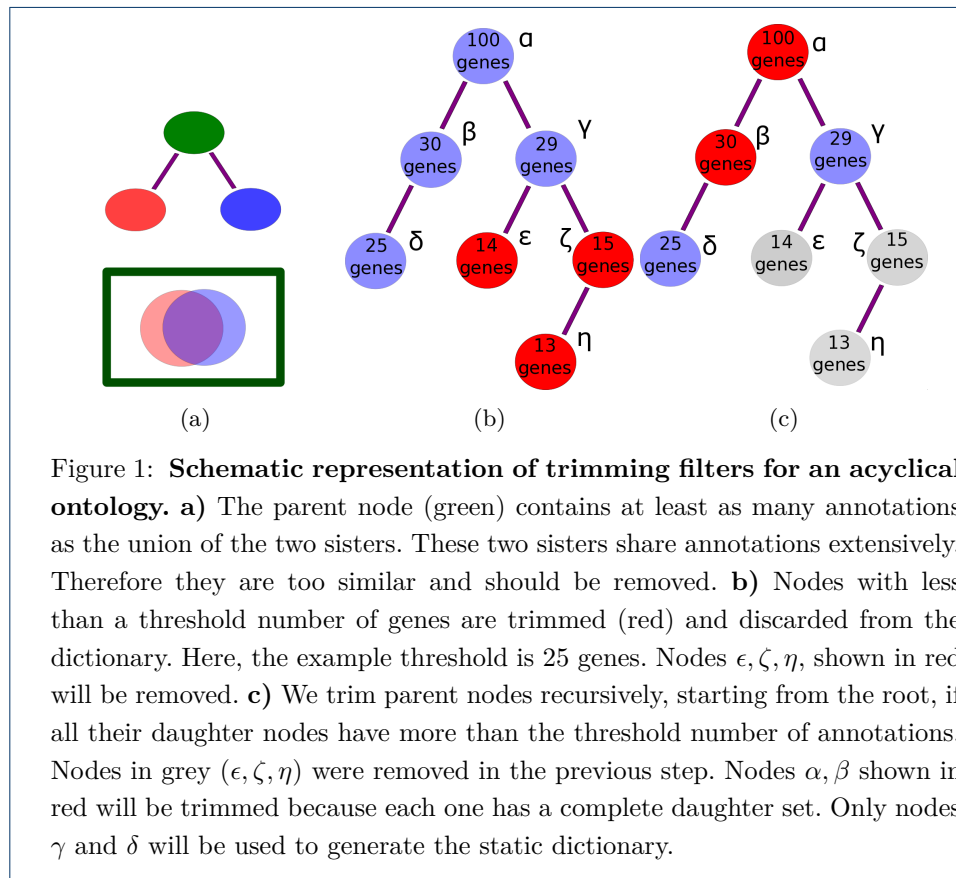 100 genes α
30 genes β
29 genes γ
25 genes δ
14 genes ε
15 genes ζ
13 genes η
100 genes α
30 genes β
29 genes γ
25 genes δ
14 genes ε
15 genes ζ
13 genes η
(a) (b) (c)
Figure 1: Schematic representation of trimming filters for an acyclical
ontology. a) The parent node (green) contains at least as many annotations
as the union of the two sisters. These two sisters share annotations extensively.
Therefore they are too similar and should be removed. b) Nodes with less
than a threshold number of genes are trimmed (red) and discarded from the
dictionary. Here, the example threshold is 25 genes. Nodes ϵ, ζ, η, shown in red
will be removed. c) We trim parent nodes recursively, starting from the root, if
all their daughter nodes have more than the threshold number of annotations.
Nodes in grey (ϵ, ζ, η) were removed in the previous step. Nodes α, β shown in
red will be trimmed because each one has a complete daughter set. Only nodes
γ and δ will be used to generate the static dictionary.